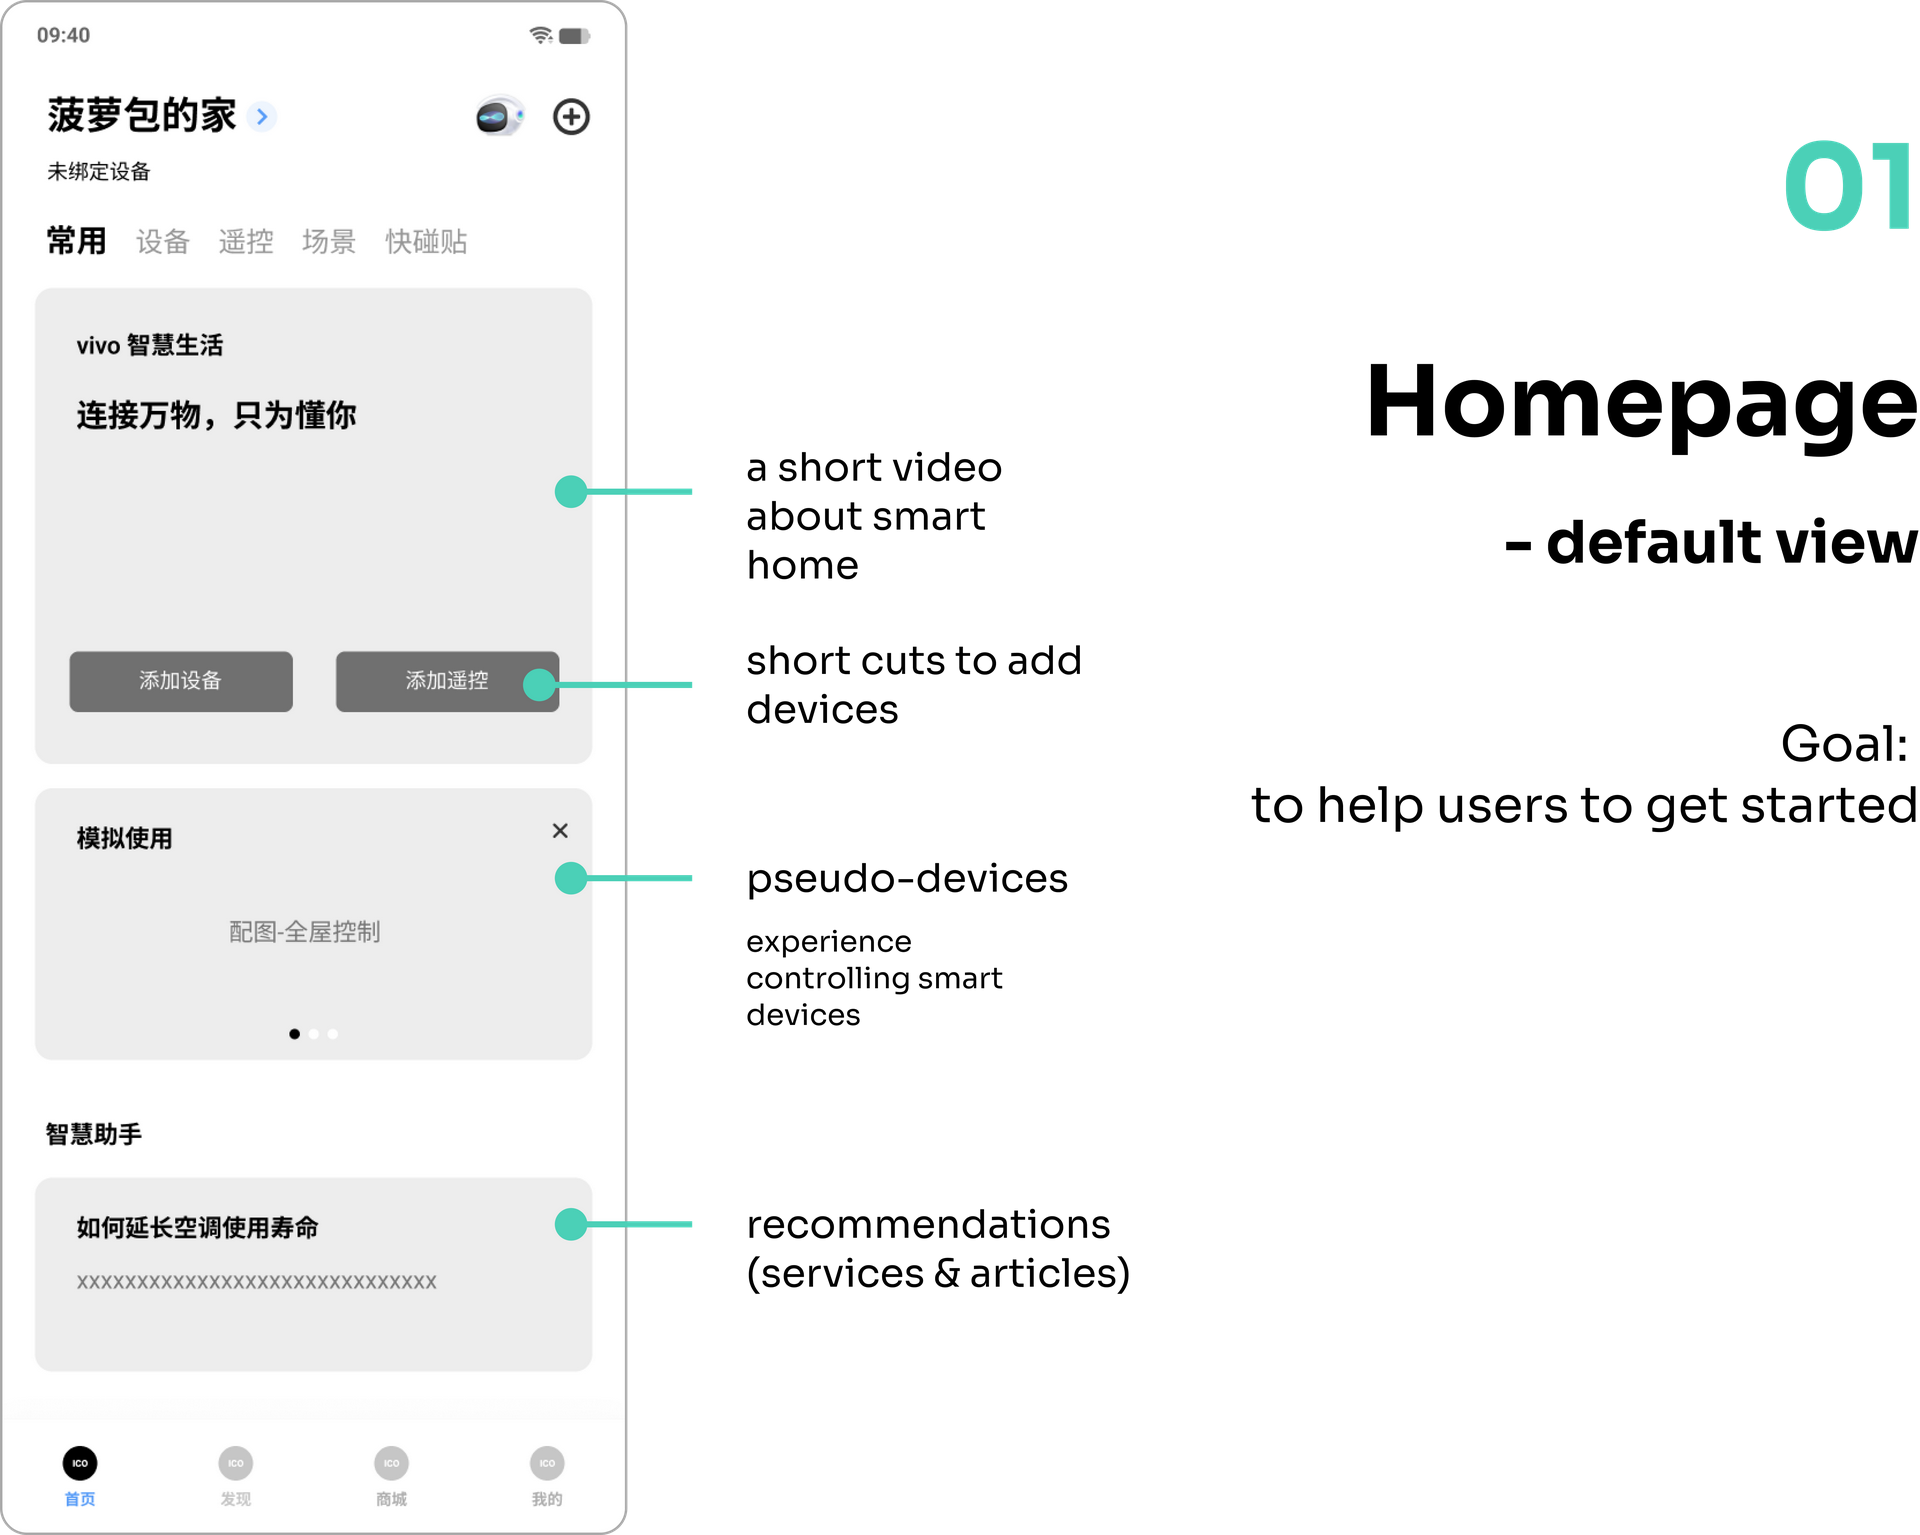 09:40
菠萝包的家
未绑定设备
常用 设备 遥控 场景 快碰贴
vivo 智慧生活
连接万物，只为懂你
添加设备 添加遥控
模拟使用
配图-全屋控制
智慧助手
如何延长空调使用寿命
xxxxxxxxxxxxxxxxxxxxxxxxxxxxxx
ICO ICO ICO ICO
首页 发现 商城 我的
a short video
about smart
home
short cuts to add
devices
pseudo-devices
experience
controlling smart
devices
recommendations
(services & articles)
01
Homepage
- default view
Goal:
to help users to get started